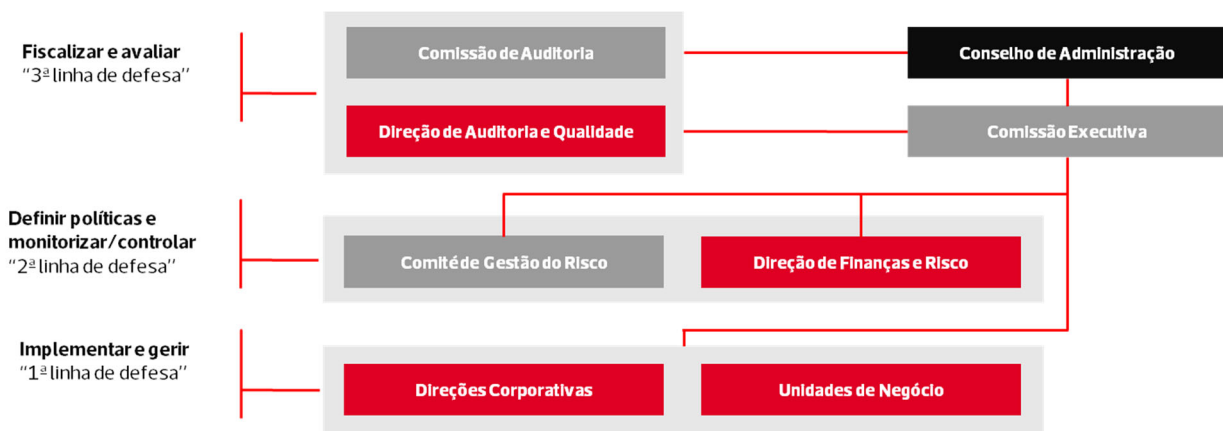 Fiscalizar e avaliar
“3ª linha de defesa”
Comissão de Auditoria
Conselho de Administração
Direção de Auditoria e Qualidade
Comissão Executiva
Definir políticas e
monitorizar/controlar
“2ª linha de defesa”
Comité de Gestão do Risco
Direção de Finanças e Risco
Implementar e gerir
“1ª linha de defesa”
Direções Corporativas
Unidades de Negócio